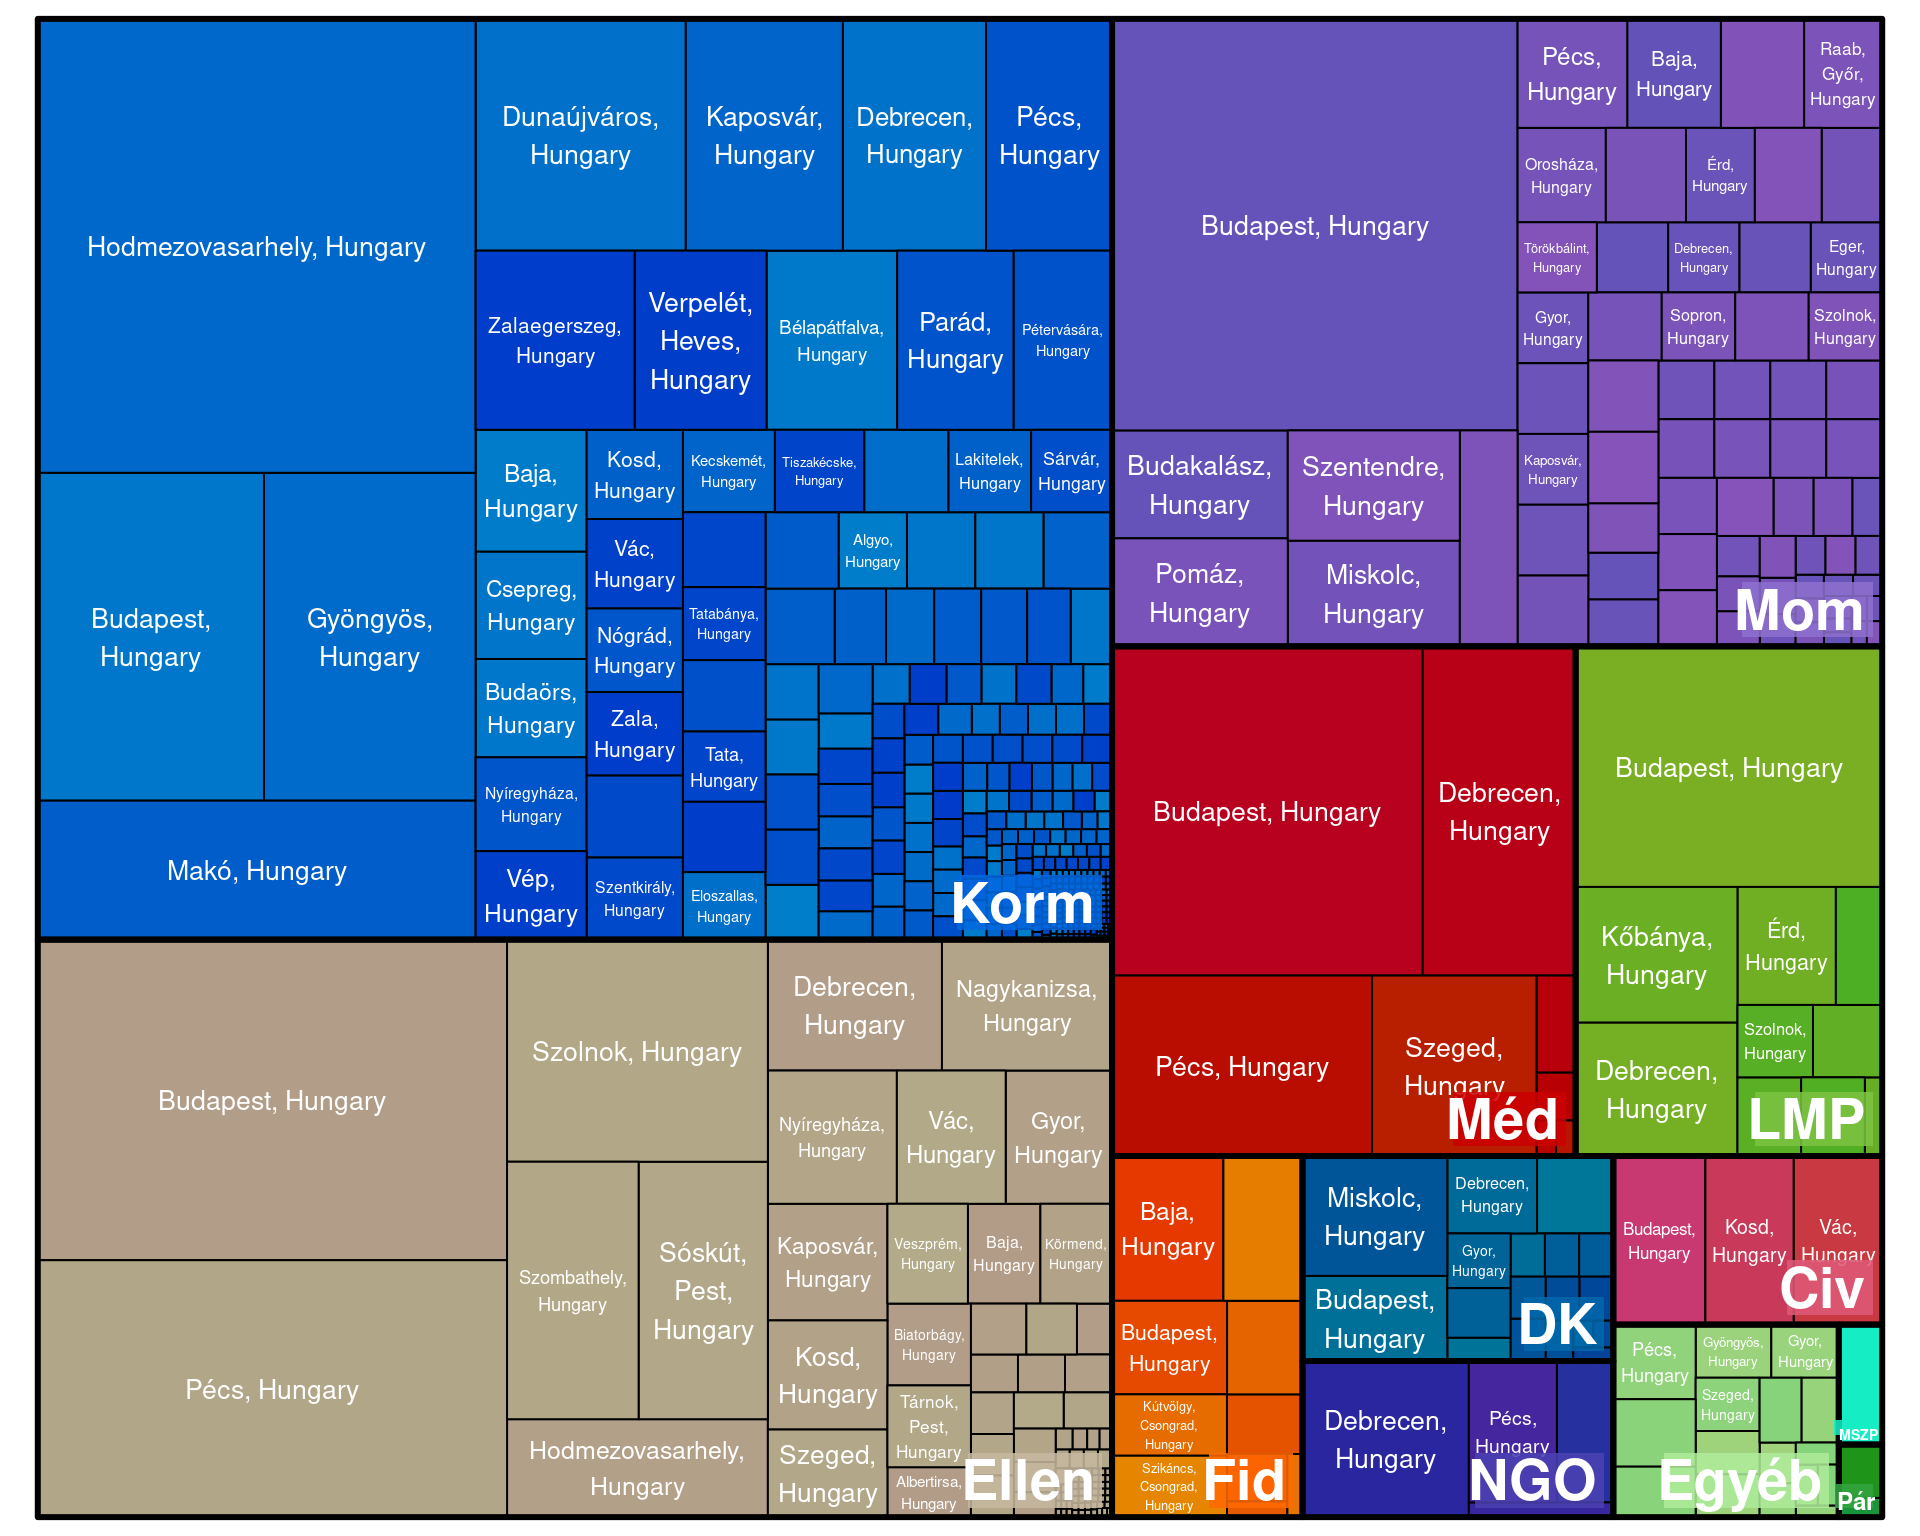 Hodmezovasarhely, Hungary
Budapest,
Hungary
Gyöngyös,
Hungary
Makó, Hungary
Dunaújváros,
Hungary
Kaposvár,
Hungary
Debrecen,
Hungary
Pécs,
Hungary
Zalaegerszeg,
Hungary
Verpelét,
Heves,
Hungary
Bélapátfalva,
Hungary
Parád,
Hungary
Pétervására,
Hungary
Baja,
Hungary
Csepreg,
Hungary
Budaörs,
Hungary
Nyíregyháza,
Hungary
Vép,
Hungary
Kosd,
Hungary
Vác,
Hungary
Nógrád,
Hungary
Zala,
Hungary
Szentkirály,
Hungary
Kecskemét,
Hungary
Tiszakécske,
Hungary
Lakitelek,
Hungary
Sárvár,
Hungary
Algyo,
Hungary
Tatabánya,
Hungary
Tata,
Hungary
Eloszallas,
Hungary
Korm
Budapest, Hungary
Budakalász,
Hungary
Pomáz,
Hungary
Szentendre,
Hungary
Miskolc,
Hungary
Pécs,
Hungary
Baja,
Hungary
Raab,
Győr,
Hungary
Orosháza,
Hungary
Érd,
Hungary
Törökbálint,
Hungary
Debrecen,
Hungary
Eger,
Hungary
Gyor,
Hungary
Sopron,
Hungary
Szolnok,
Hungary
Kaposvár,
Hungary
Mom
Budapest, Hungary
Debrecen,
Hungary
Pécs, Hungary
Szeged,
Hungary
Méd
Budapest, Hungary
Kőbánya,
Hungary
Debrecen,
Hungary
Érd,
Hungary
Szolnok,
Hungary
LMP
Budapest, Hungary
Pécs, Hungary
Szolnok, Hungary
Szombathely,
Hungary
Sóskút,
Pest,
Hungary
Hodmezovasarhely,
Hungary
Debrecen,
Hungary
Nagykanizsa,
Hungary
Nyíregyháza,
Hungary
Vác,
Hungary
Gyor,
Hungary
Kaposvár,
Hungary
Kosd,
Hungary
Szeged,
Hungary
Veszprém,
Hungary
Baja,
Hungary
Körmend,
Hungary
Biatorbágy,
Hungary
Tárnok,
Pest,
Hungary
Albertirsa,
Hungary
Ellen
Baja,
Hungary
Budapest,
Hungary
Kútvölgy,
Csongrad,
Hungary
Szikáncs,
Csongrad,
Hungary
Fid
Miskolc,
Hungary
Budapest,
Hungary
Debrecen,
Hungary
Gyor,
Hungary
DK
Debrecen,
Hungary
Pécs,
Hungary
NGO
Budapest,
Hungary
Kosd,
Hungary
Vác,
Hungary
Civ
Pécs,
Hungary
Gyöngyös,
Hungary
Gyor,
Hungary
Szeged,
Hungary
Egyéb
MSZP
Pár